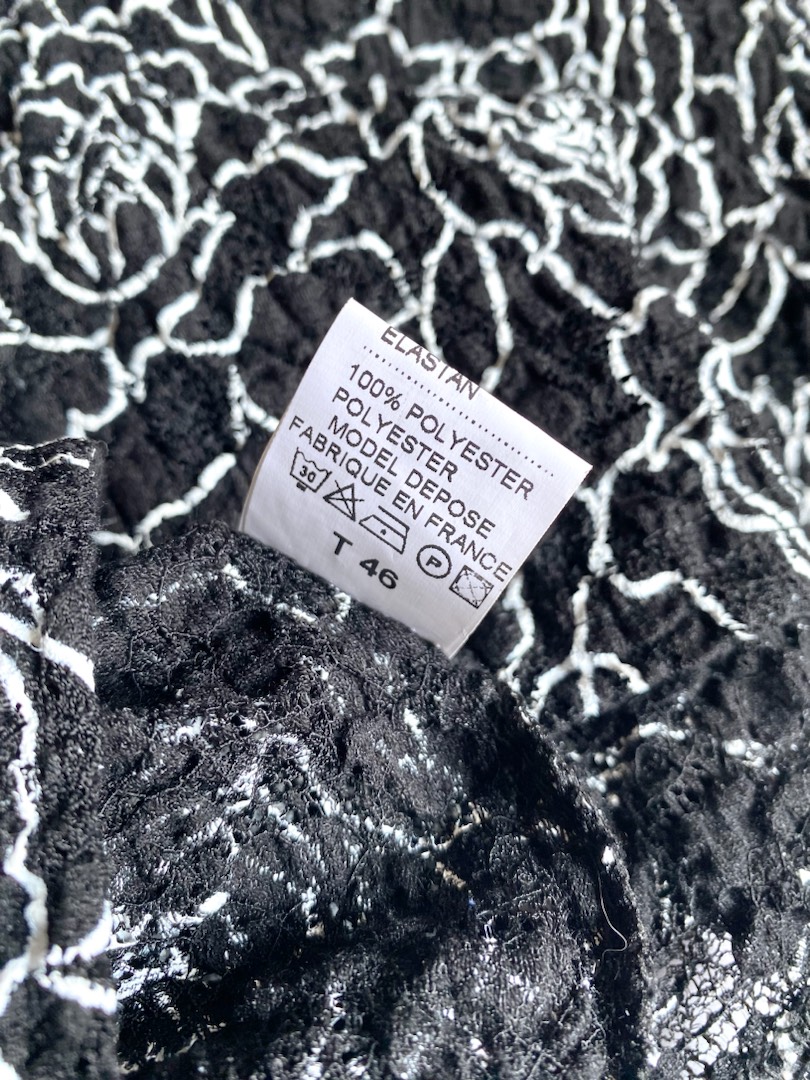 ELASTAN
100% POLYESTER
POLYESTER
MODEL DEPOSE
FABRIQUE EN FRANCE
30 P
T 46